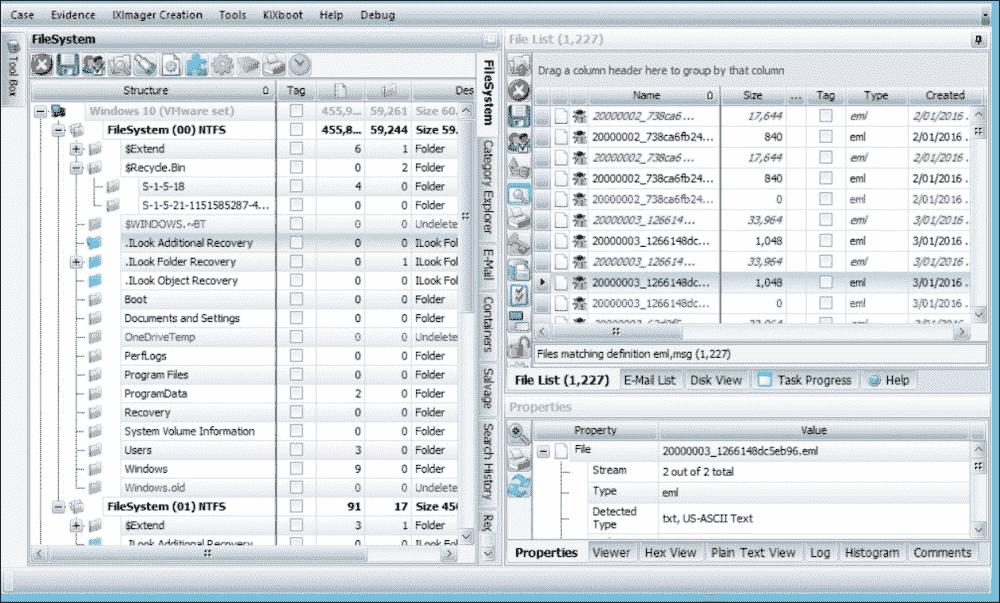 Case Evidence IXImager Creation Tools KiXboot Help Debug
Tool Box
FileSystem
Structure Tag Des
Windows 10 (VMware set) 455,9... 59,261 Size 60.
FileSystem (00) NTFS 455,8... 59,244 Size 59.
$Extend 6 1 Folder
$Recycle.Bin 0 2 Folder
S-1-5-18 4 0 Folder
S-1-5-21-1151585287-4... 0 0 Folder
$WINDOWS.~BT 0 0 Undelete
.ILook Additional Recovery 0 0 ILook Fol
.ILook Folder Recovery 0 1 ILook Fol
.ILook Object Recovery 0 0 ILook Fol
Boot 0 0 Folder
Documents and Settings 0 0 Folder
OneDriveTemp 0 0 Undelete
PerfLogs 0 0 Folder
Program Files 0 0 Folder
ProgramData 2 0 Folder
Recovery 0 0 Folder
System Volume Information 0 0 Folder
Users 3 0 Folder
Windows 9 0 Folder
Windows.old 0 0 Undelete
FileSystem (01) NTFS 91 17 Size 450
$Extend 3 1 Folder
.ILook Additional Recovery 0 0 ILook Fol
FileSystem
Category Explorer
E-Mail
Containers
Salvage
Search History
Rec
File List (1,227)
Drag a column header here to group by that column
Name Size ... Tag Type Created
20000002_738ca6... 17,644 eml 2/01/2016 .
20000002_738ca6fb24... 840 eml 2/01/2016 .
20000002_738ca6... 17,644 eml 2/01/2016 .
20000002_738ca6fb24... 840 eml 2/01/2016 .
20000002_738ca6fb24... 0 eml 2/01/2016 .
20000003_126614... 33,964 eml 3/01/2016 .
20000003_1266148dc... 1,048 eml 3/01/2016 .
20000003_126614... 33,964 eml 3/01/2016 .
20000003_1266148dc... 1,048 eml 3/01/2016 .
20000003_1266148dc... 0 eml 3/01/2016 .
Files matching definition eml,msg (1,227)
File List (1,227) E-Mail List Disk View Task Progress Help
Properties
Property Value
File 20000003_1266148dc5eb96.eml
Stream 2 out of 2 total
Type eml
Detected Type txt, US-ASCII Text
Properties Viewer Hex View Plain Text View Log Histogram Comments